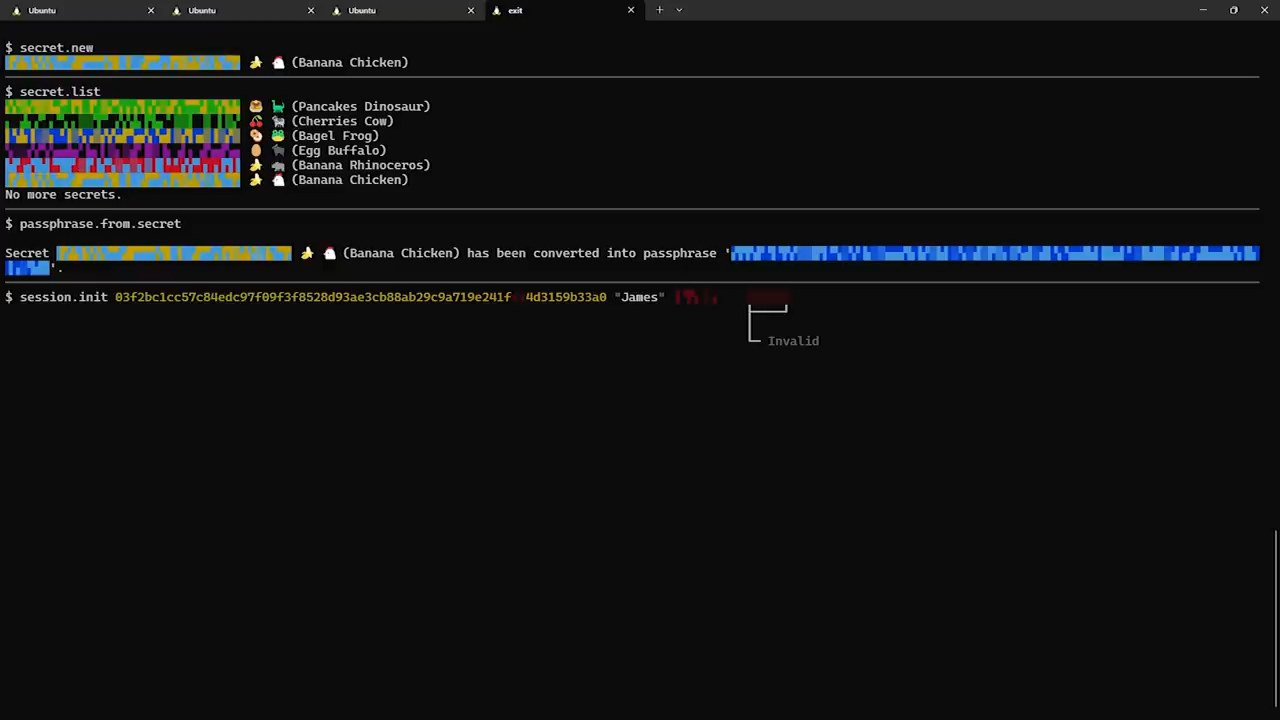 Ubuntu Ubuntu Ubuntu exit
$ secret.new
(Banana Chicken)
$ secret.list
(Pancakes Dinosaur)
(Cherries Cow)
(Bagel Frog)
(Egg Buffalo)
(Banana Rhinoceros)
(Banana Chicken)
No more secrets.
$ passphrase.from.secret
Secret (Banana Chicken) has been converted into passphrase '
'.
$ session.init 03f2bc1cc57c84edc97f09f3f8528d93ae3cb88ab29c9a719e241f 4d3159b33a0 "James"
Invalid